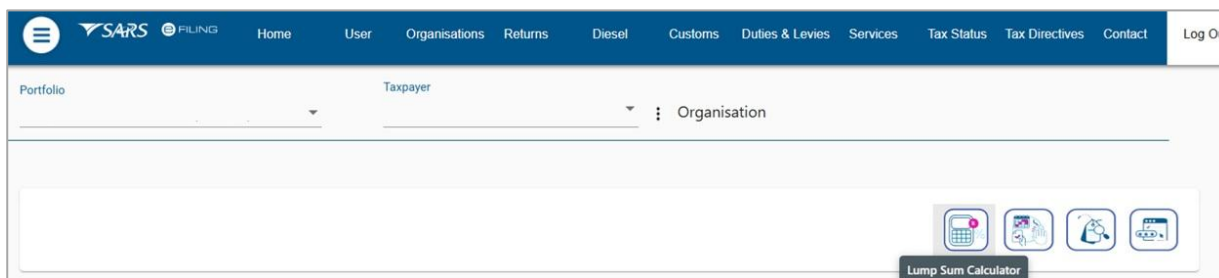 SARS e FILING Home User Organisations Returns Diesel Customs Duties & Levies Services Tax Status Tax Directives Contact Log O
Portfolio Taxpayer
Organisation
Lump Sum Calculator